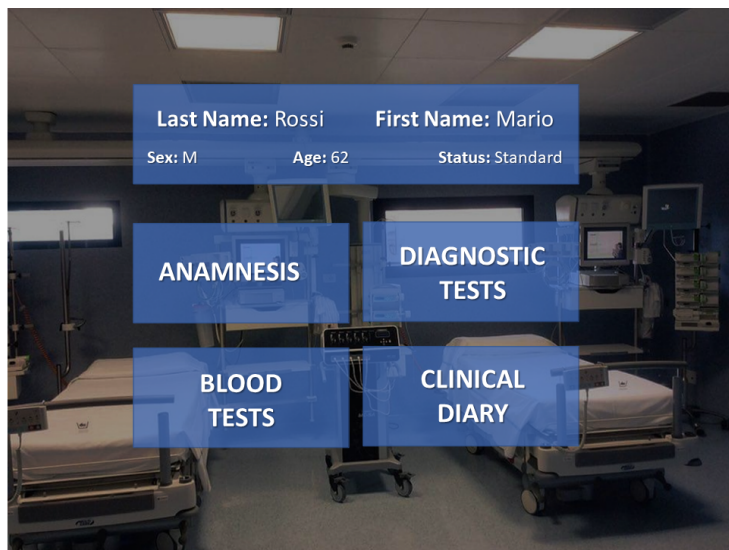 Last Name: Rossi First Name: Mario
Sex: M Age: 62 Status: Standard
ANAMNESIS
DIAGNOSTIC
TESTS
BLOOD
TESTS
CLINICAL
DIARY